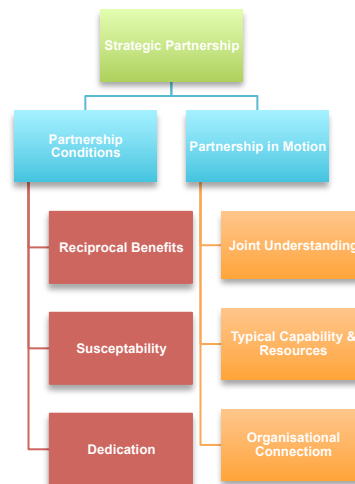 Strategic Partnership
Partnership
Conditions
Partnership in Motion
Reciprocal Benefits
Joint Understanding
Susceptability
Typical Capability &
Resources
Dedication
Organisational
Connectiom